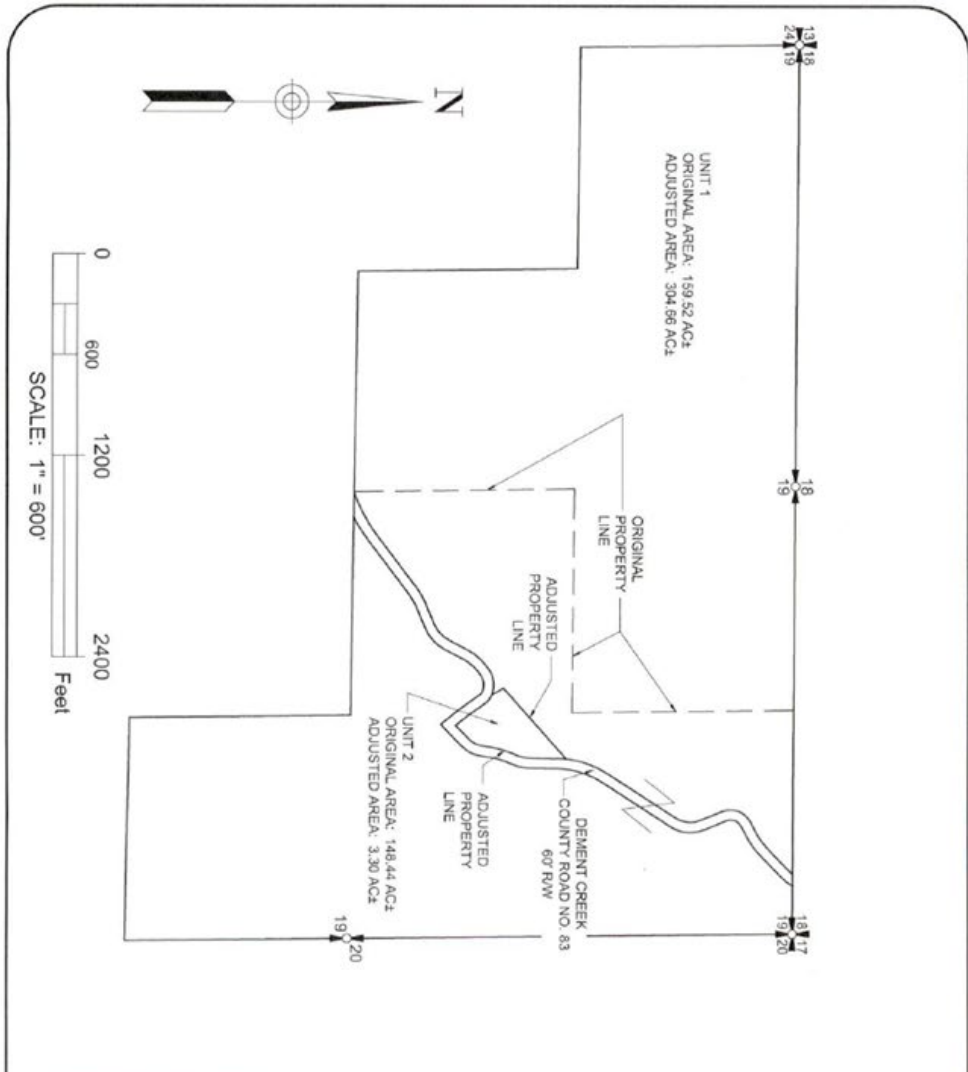 13 18
24 19
18
19
18 17
19 20
UNIT 1
ORIGINAL AREA: 159.52 AC±
ADJUSTED AREA: 304.66 AC±
ORIGINAL
PROPERTY
LINE
ADJUSTED
PROPERTY
LINE
DEMENT CREEK
COUNTY ROAD NO. 83
60' R/W
N
ADJUSTED
PROPERTY
LINE
UNIT 2
ORIGINAL AREA: 148.44 AC±
ADJUSTED AREA: 3.30 AC±
19 20
0 600 1200 2400
Feet
SCALE: 1" = 600'